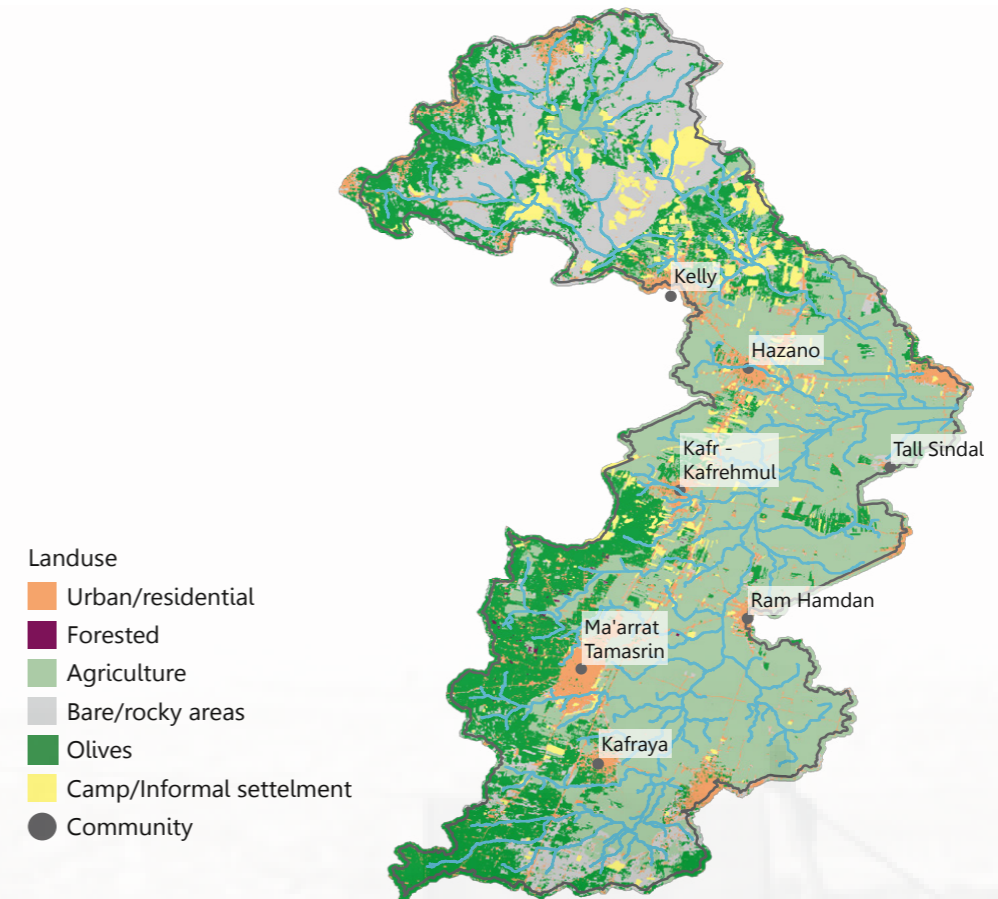 Kelly
Hazano
Kafr -
Kafrehmul
Tall Sindal
Ram Hamdan
Ma'arrat
Tamasrin
Kafraya
Landuse
Urban/residential
Forested
Agriculture
Bare/rocky areas
Olives
Camp/Informal settelment
Community